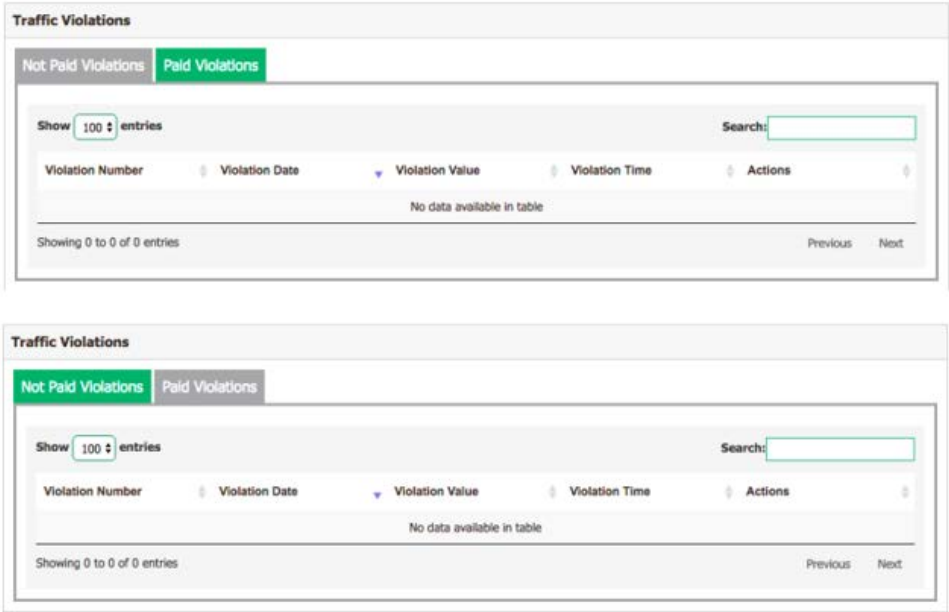 Traffic Violations
Not Paid Violations Paid Violations
Show 100 entries Search:
Violation Number Violation Date Violation Value Violation Time Actions
No data available in table
Showing 0 to 0 of 0 entries Previous Next
Traffic Violations
Not Paid Violations Paid Violations
Show 100 entries Search:
Violation Number Violation Date Violation Value Violation Time Actions
No data available in table
Showing 0 to 0 of 0 entries Previous Next